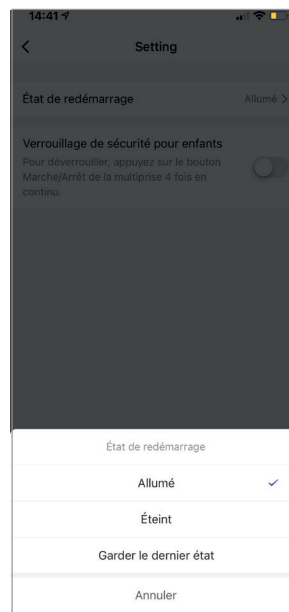 14:41
Setting
État de redémarrage
Allumé
Verrouillage de sécurité pour enfants
Pour déverrouiller, appuyez sur le bouton
Marche/Arrêt de la multiprise 4 fois en
continu.
État de redémarrage
Allumé
Éteint
Garder le dernier état
Annuler